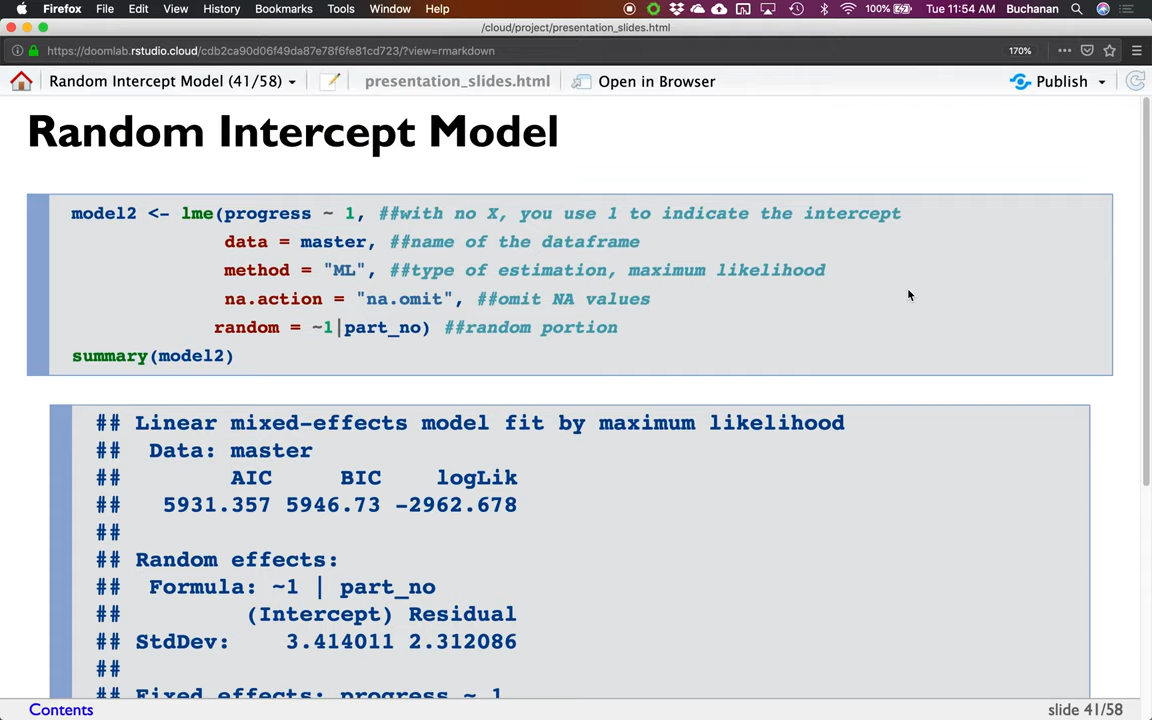 Firefox File Edit View History Bookmarks Tools Window Help 100% Tue 11:54 AM Buchanan
/cloud/project/presentation_slides.html
https://doomlab.rstudio.cloud/cdb2ca90d06f49da87e78f6fe81cd723/?view=rmarkdown 170%
Random Intercept Model (41/58) presentation_slides.html Open in Browser Publish
Random Intercept Model
model2 <- lme(progress ~ 1, ##with no X, you use 1 to indicate the intercept
data = master, ##name of the dataframe
method = "ML", ##type of estimation, maximum likelihood
na.action = "na.omit", ##omit NA values
random = ~1|part_no) ##random portion
summary(model2)
## Linear mixed-effects model fit by maximum likelihood
## Data: master
## AIC BIC logLik
## 5931.357 5946.73 -2962.678
##
## Random effects:
## Formula: ~1 | part_no
## (Intercept) Residual
## StdDev: 3.414011 2.312086
##
## Fixed effects: progress ~ 1
Contents slide 41/58